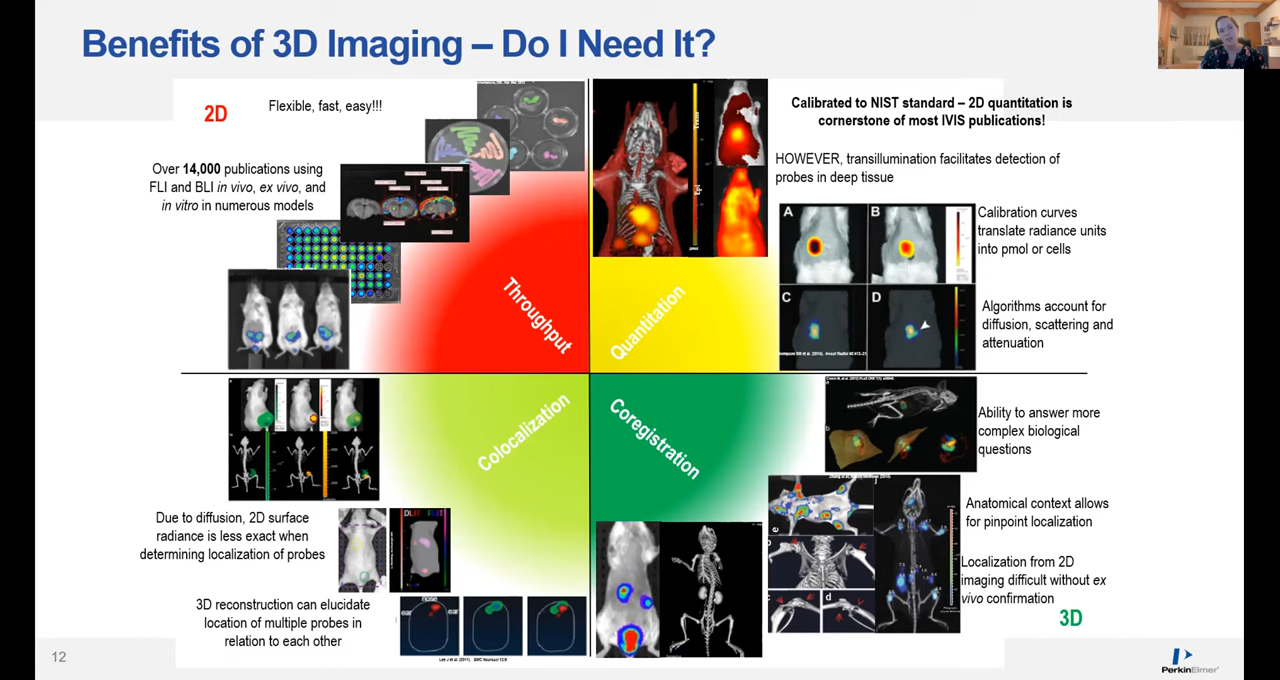 Benefits of 3D Imaging – Do I Need It?
2D
Flexible, fast, easy!!!
Over 14,000 publications using
FLI and BLI in vivo, ex vivo, and
in vitro in numerous models
Throughput
Calibrated to NIST standard – 2D quantitation is
cornerstone of most IVIS publications!
HOWEVER, transillumination facilitates detection of
probes in deep tissue
Trans
Epi
A
B
Calibration curves
translate radiance units
into pmol or cells
C
D
Algorithms account for
diffusion, scattering and
attenuation
Quantitation
Colocalization
Due to diffusion, 2D surface
radiance is less exact when
determining localization of probes
3D reconstruction can elucidate
location of multiple probes in
relation to each other
ear
nose
ear
Coregistration
Ability to answer more
complex biological
questions
Anatomical context allows
for pinpoint localization
Localization from 2D
imaging difficult without ex
vivo confirmation
e
c
d
3D
12
PerkinElmer